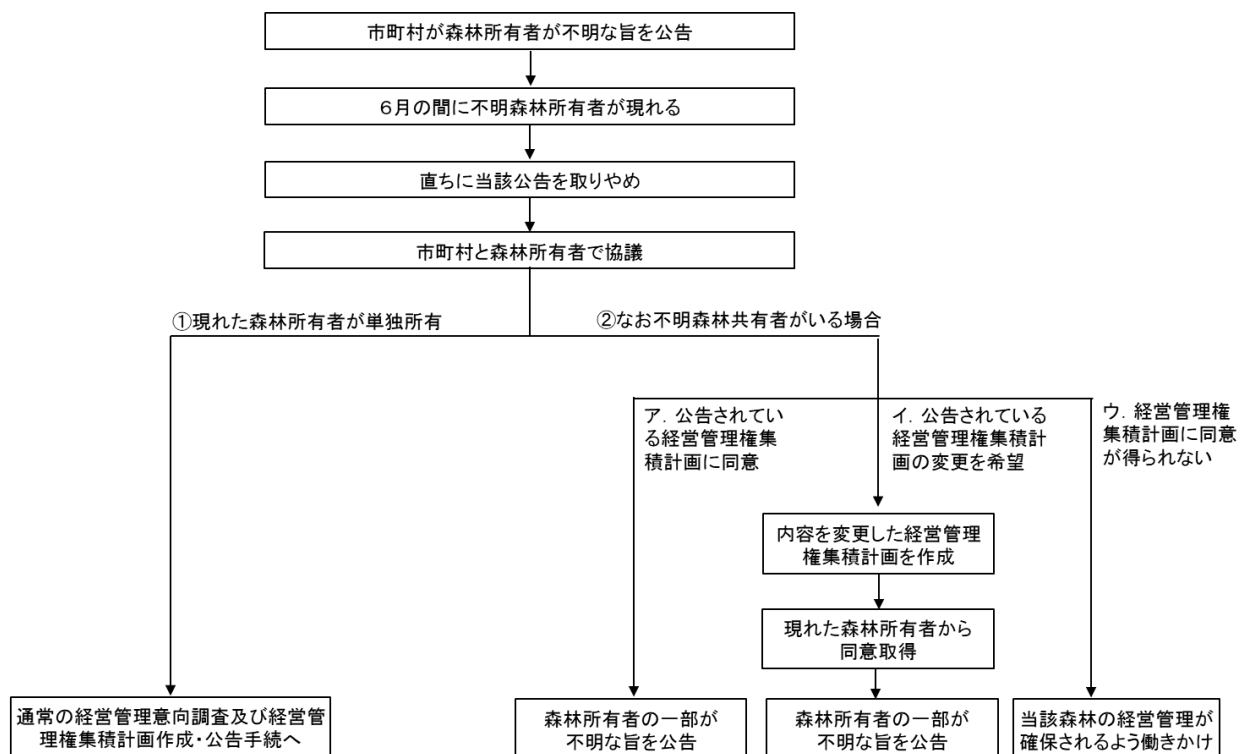 市町村が森林所有者が不明な旨を公告
６月の間に不明森林所有者が現れる
直ちに当該公告を取りやめ
市町村と森林所有者で協議
①現れた森林所有者が単独所有
②なお不明森林共有者がいる場合
ア．公告されてい
る経営管理権集
積計画に同意
イ．公告されている
経営管理権集積計
画の変更を希望
ウ．経営管理権
集積計画に同意
が得られない
内容を変更した経営管理
権集積計画を作成
現れた森林所有者から
同意取得
通常の経営管理意向調査及び経営管
理権集積計画作成・公告手続へ
森林所有者の一部が
不明な旨を公告
森林所有者の一部が
不明な旨を公告
当該森林の経営管理が
確保されるよう働きかけ